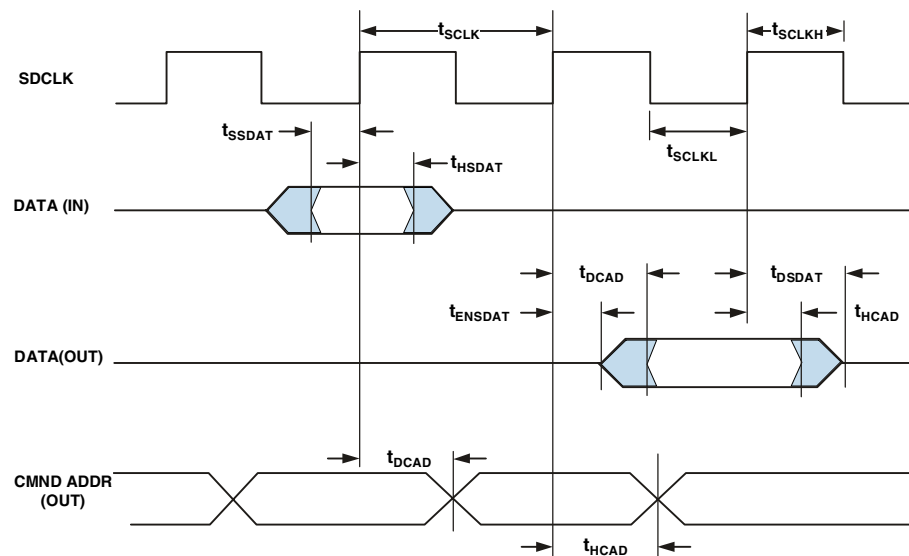 tSCLK
tSCLKH
SDCLK
tSSDAT
tHSDAT
tSCLKL
DATA (IN)
tDCAD
tDSDAT
tENSDAT
tHCAD
DATA(OUT)
tDCAD
CMND ADDR
(OUT)
tHCAD